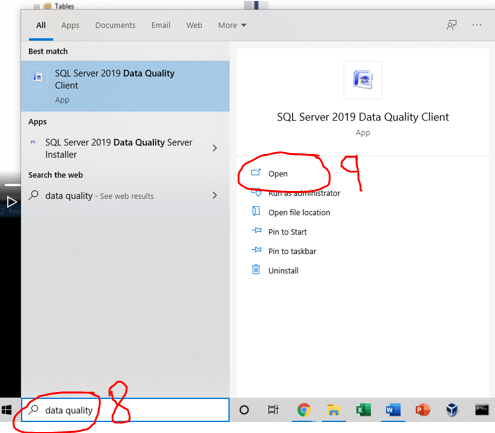 Tables
All Apps Documents Email Web More
Best match
SQL Server 2019 Data Quality
Client
App
Apps
SQL Server 2019 Data Quality Server
Installer
Search the web
data quality - See web results
SQL Server 2019 Data Quality Client
App
Open
9
Run as administrator
Open file location
Pin to Start
Pin to taskbar
Uninstall
data quality
8